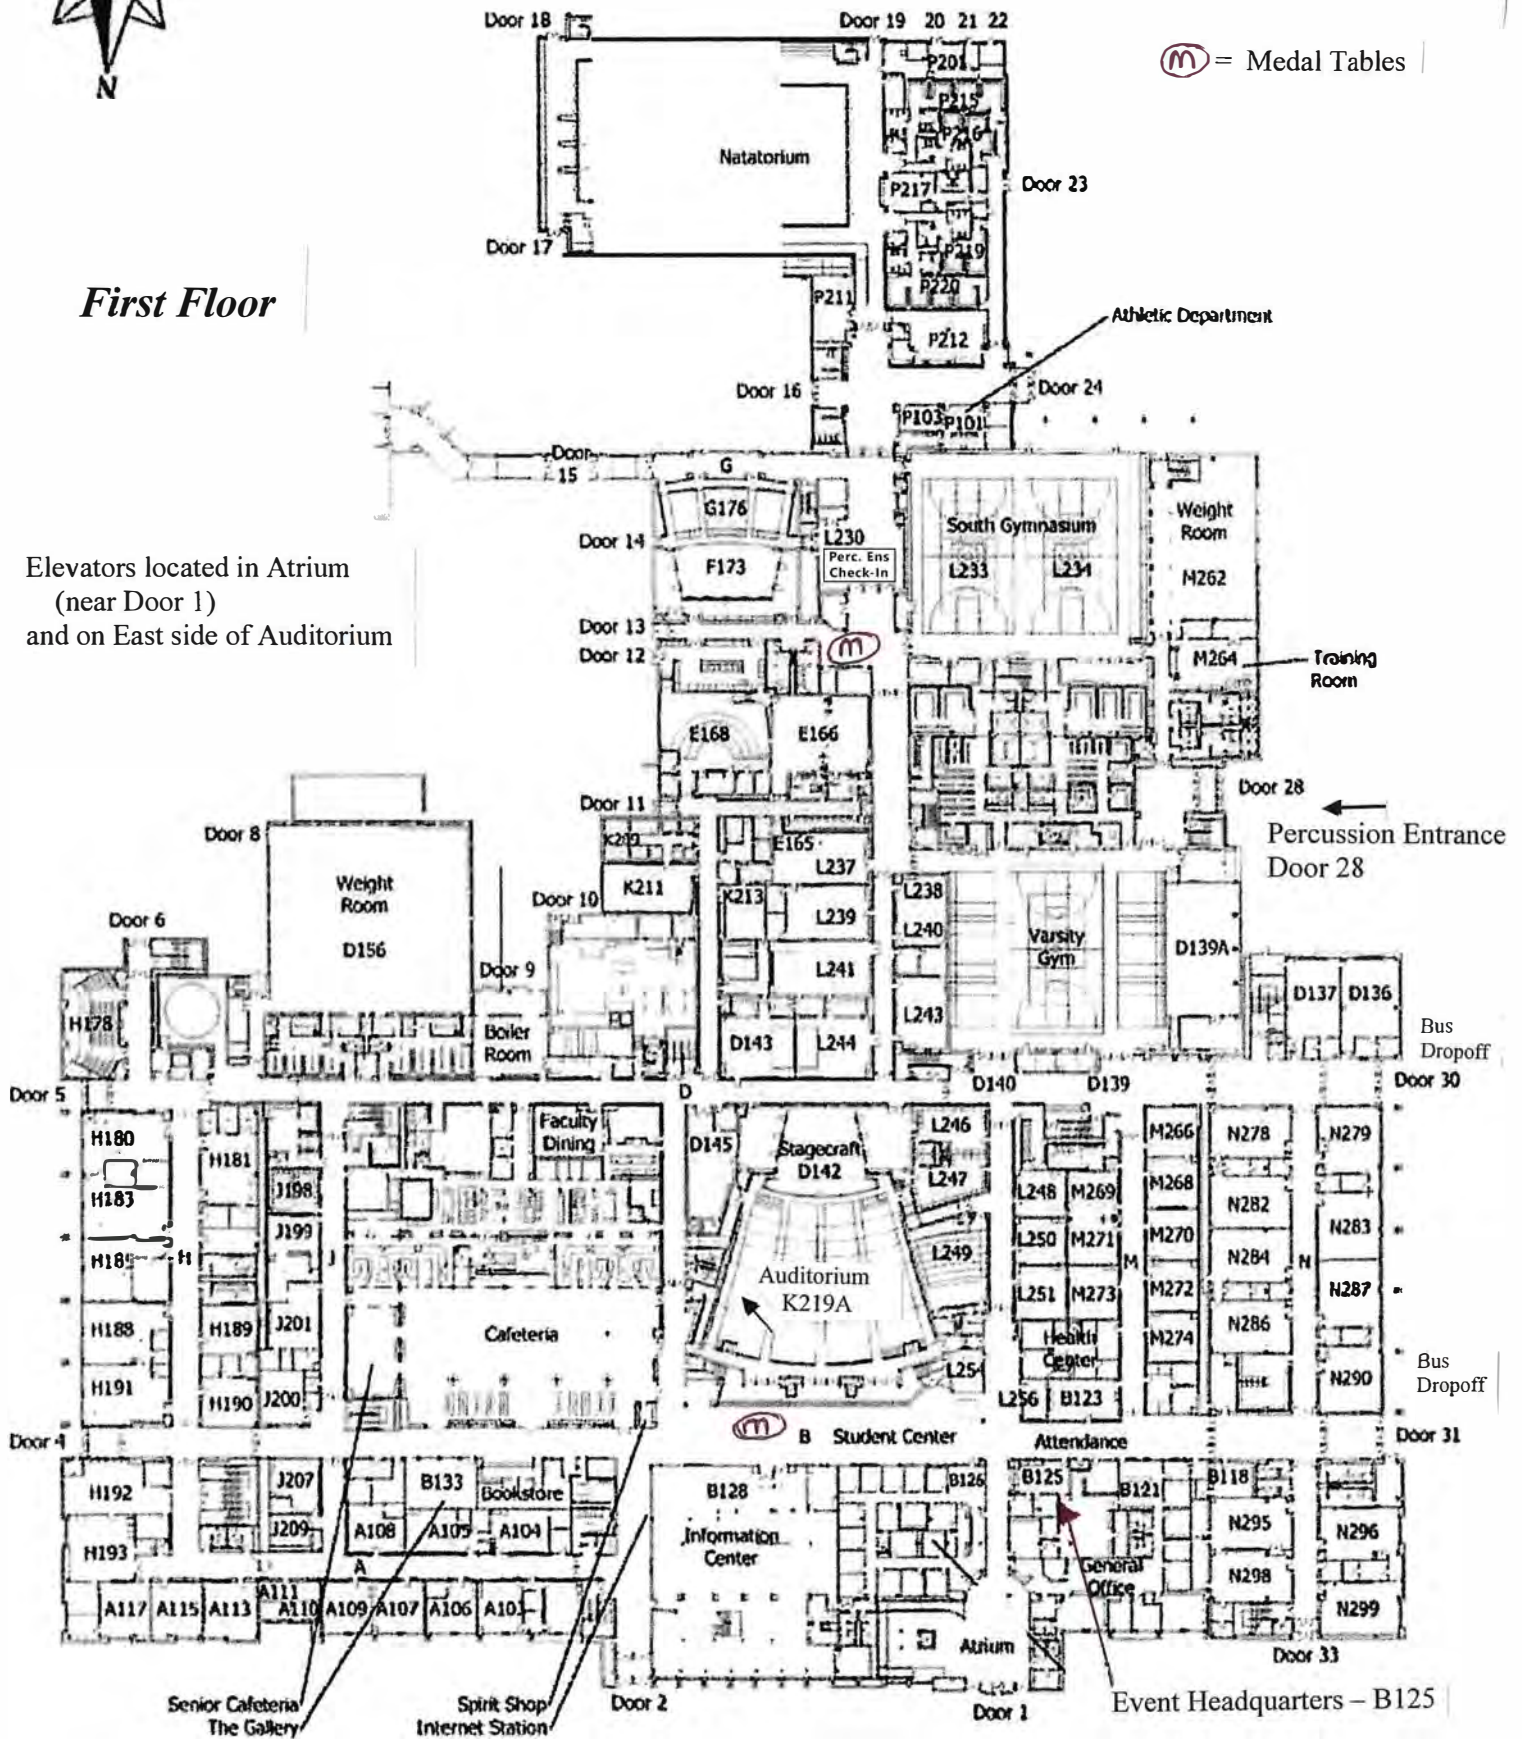 N
Door 18
Door 19 20 21 22
P201
Ⓜ = Medal Tables
P215
P216
Natatorium
P217
Door 23
Door 17
P219
P220
First Floor
P211
P212
Athletic Department
Door 16
Door 24
P103
P101
Door
15
G
G176
South Gymnasium
Weight
Room
Door 14
L230
Perc. Ens
Check-In
Elevators located in Atrium
(near Door 1)
and on East side of Auditorium
F173
L233
L234
M262
Door 13
Door 12
M
M264
Training
Room
E168
E166
Door 11
Door 28
Percussion Entrance
Door 28
Door 8
K209
E165
L237
Weight
Room
D156
Door 10
K211
K213
L238
L239
L240
Varsity
Gym
D139A
Door 6
Door 9
L241
D137
D136
H178
Boiler
Room
D143
L244
L243
Bus
Dropoff
Door 5
D
D140
D139
Door 30
H180
H181
Faculty
Dining
D145
Stagecraft
D142
L246
M266
N278
N279
H183
J198
L247
L248
M269
M268
N282
J199
L249
L250
M271
M270
N283
H
J
M
N284
N
Auditorium
K219A
L251
M273
M272
N287
H188
H189
J201
Cafeteria
Health
Center
M274
N286
H191
H190
J200
L254
L256
B123
N290
Bus
Dropoff
Door 4
M
B Student Center
Attendance
Door 31
H192
J207
B133
Bookstore
B128
B126
B125
B121
B118
H193
J209
A108
A105
A104
Information
Center
N295
N296
A
General
Office
N298
A117
A115
A113
A111
A110
A109
A107
A106
N299
Atrium
Door 33
Senior Cafeteria
The Gallery
Spirit Shop
Internet Station
Door 2
Door 1
Event Headquarters – B125